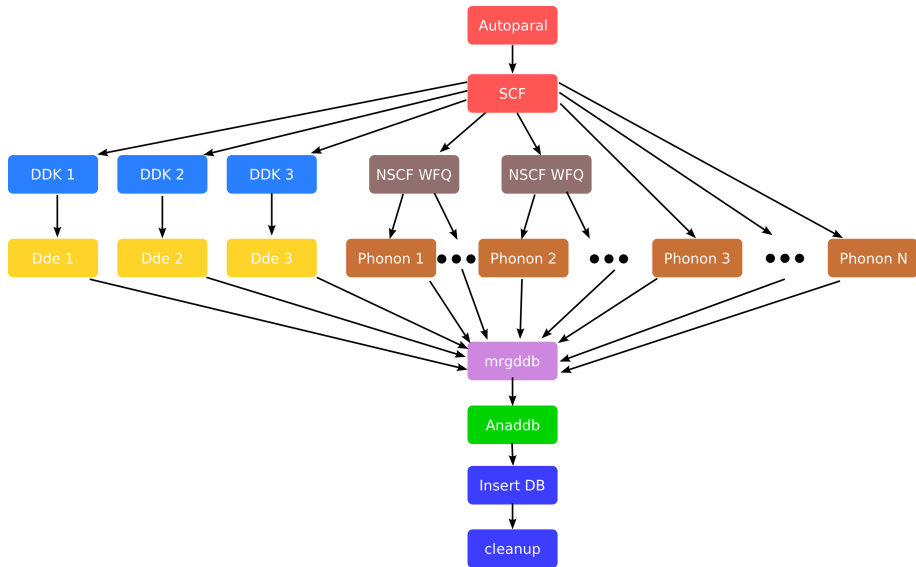 Autoparal
SCF
DDK 1
DDK 2
DDK 3
NSCF WFQ
NSCF WFQ
Dde 1
Dde 2
Dde 3
Phonon 1
●●●
Phonon 2
●●●
Phonon 3
●●●
Phonon N
mrgddb
Anaddb
Insert DB
cleanup